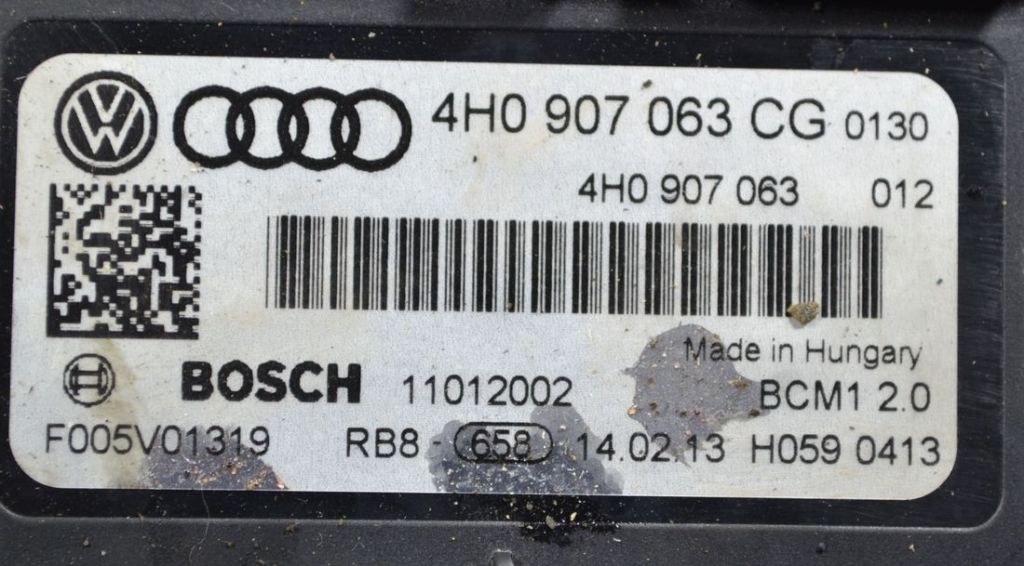 4H0 907 063 CG 0130
4H0 907 063 012
Made in Hungary
BOSCH 11012002 BCM1 2.0
F005V01319 RB8 - 658 14.02.13 H059 0413